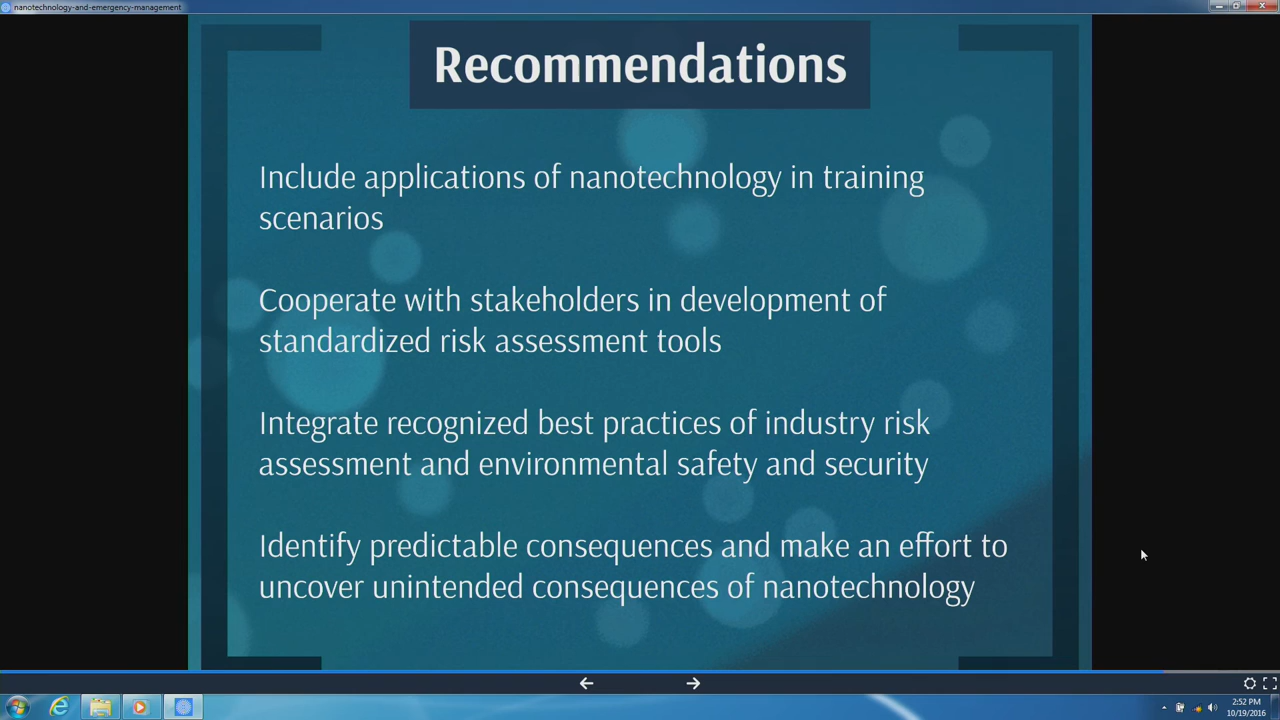 nanotechnology-and-emergency-management
Recommendations
Include applications of nanotechnology in training
scenarios
Cooperate with stakeholders in development of
standardized risk assessment tools
Integrate recognized best practices of industry risk
assessment and environmental safety and security
Identify predictable consequences and make an effort to
uncover unintended consequences of nanotechnology
2:52 PM
10/19/2016